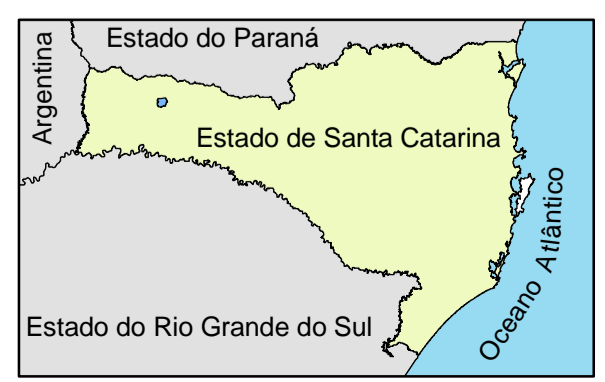 Estado do Paraná
Argentina
Estado de Santa Catarina
Oceano Atlântico
Estado do Rio Grande do Sul